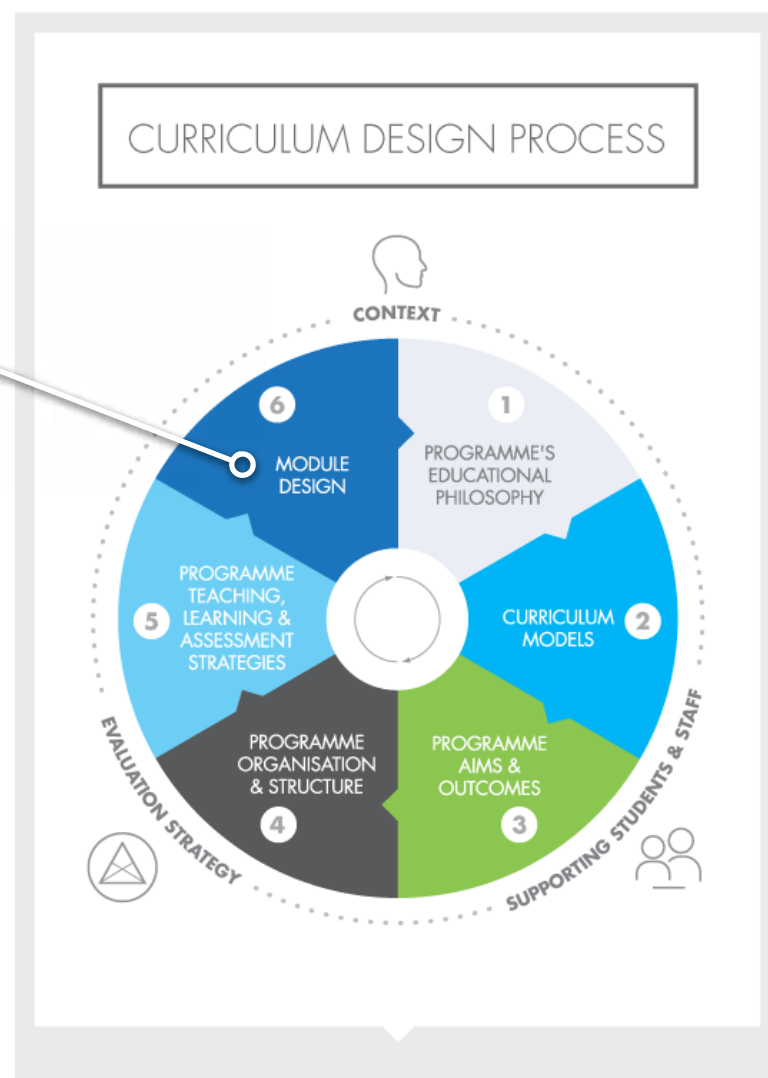 CURRICULUM DESIGN PROCESS
CONTEXT
1
PROGRAMME'S
EDUCATIONAL
PHILOSOPHY
CURRICULUM
MODELS
2
PROGRAMME
AIMS &
OUTCOMES
3
PROGRAMME
ORGANISATION
& STRUCTURE
4
5
PROGRAMME
TEACHING,
LEARNING &
ASSESSMENT
STRATEGIES
6
MODULE
DESIGN
SUPPORTING STUDENTS & STAFF
EVALUATION STRATEGY